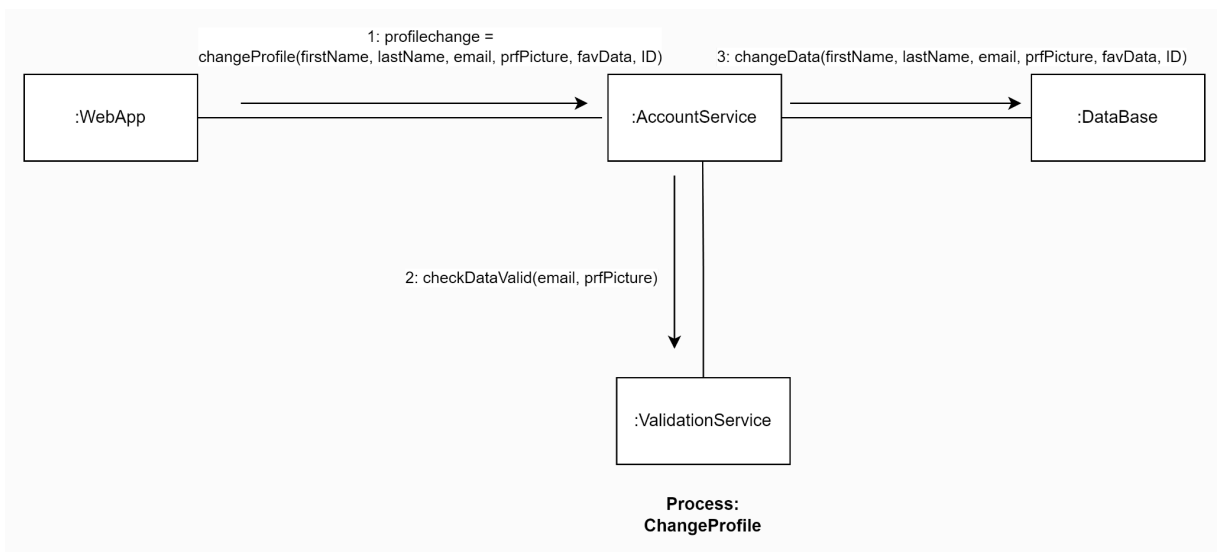 1: profilechange =
changeProfile(firstName, lastName, email, prfPicture, favData, ID)
3: changeData(firstName, lastName, email, prfPicture, favData, ID)
:WebApp
:AccountService
:DataBase
2: checkDataValid(email, prfPicture)
:ValidationService
Process:
ChangeProfile